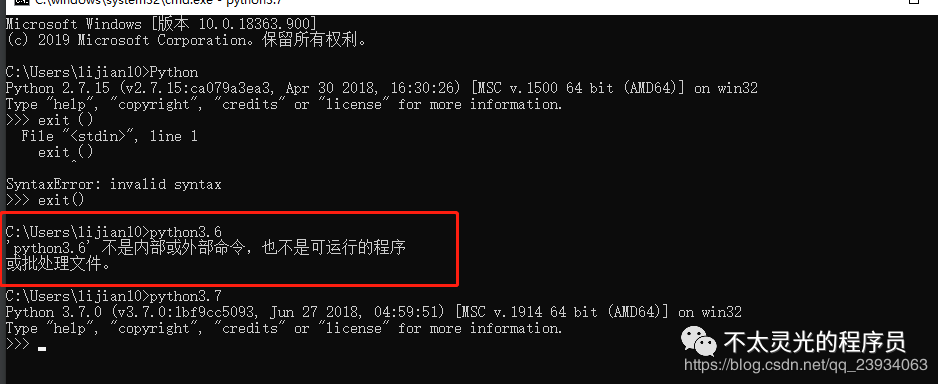 C:\windows\system32\cmd.exe - python3.7
Microsoft Windows [版本 10.0.18363.900]
(c) 2019 Microsoft Corporation。保留所有权利。
C:\Users\lijian10>Python
Python 2.7.15 (v2.7.15:ca079a3ea3, Apr 30 2018, 16:30:26) [MSC v.1500 64 bit (AMD64)] on win32
Type "help", "copyright", "credits" or "license" for more information.
>>> exit ()
  File "<stdin>", line 1
    exit ()
        ^
SyntaxError: invalid syntax
>>> exit()
C:\Users\lijian10>python3.6
'python3.6' 不是内部或外部命令，也不是可运行的程序
或批处理文件。
C:\Users\lijian10>python3.7
Python 3.7.0 (v3.7.0:1bf9cc5093, Jun 27 2018, 04:59:51) [MSC v.1914 64 bit (AMD64)] on win32
Type "help", "copyright", "credits" or "license" for more information.
>>>
不太灵光的程序员
https://blog.csdn.net/qq_23934063